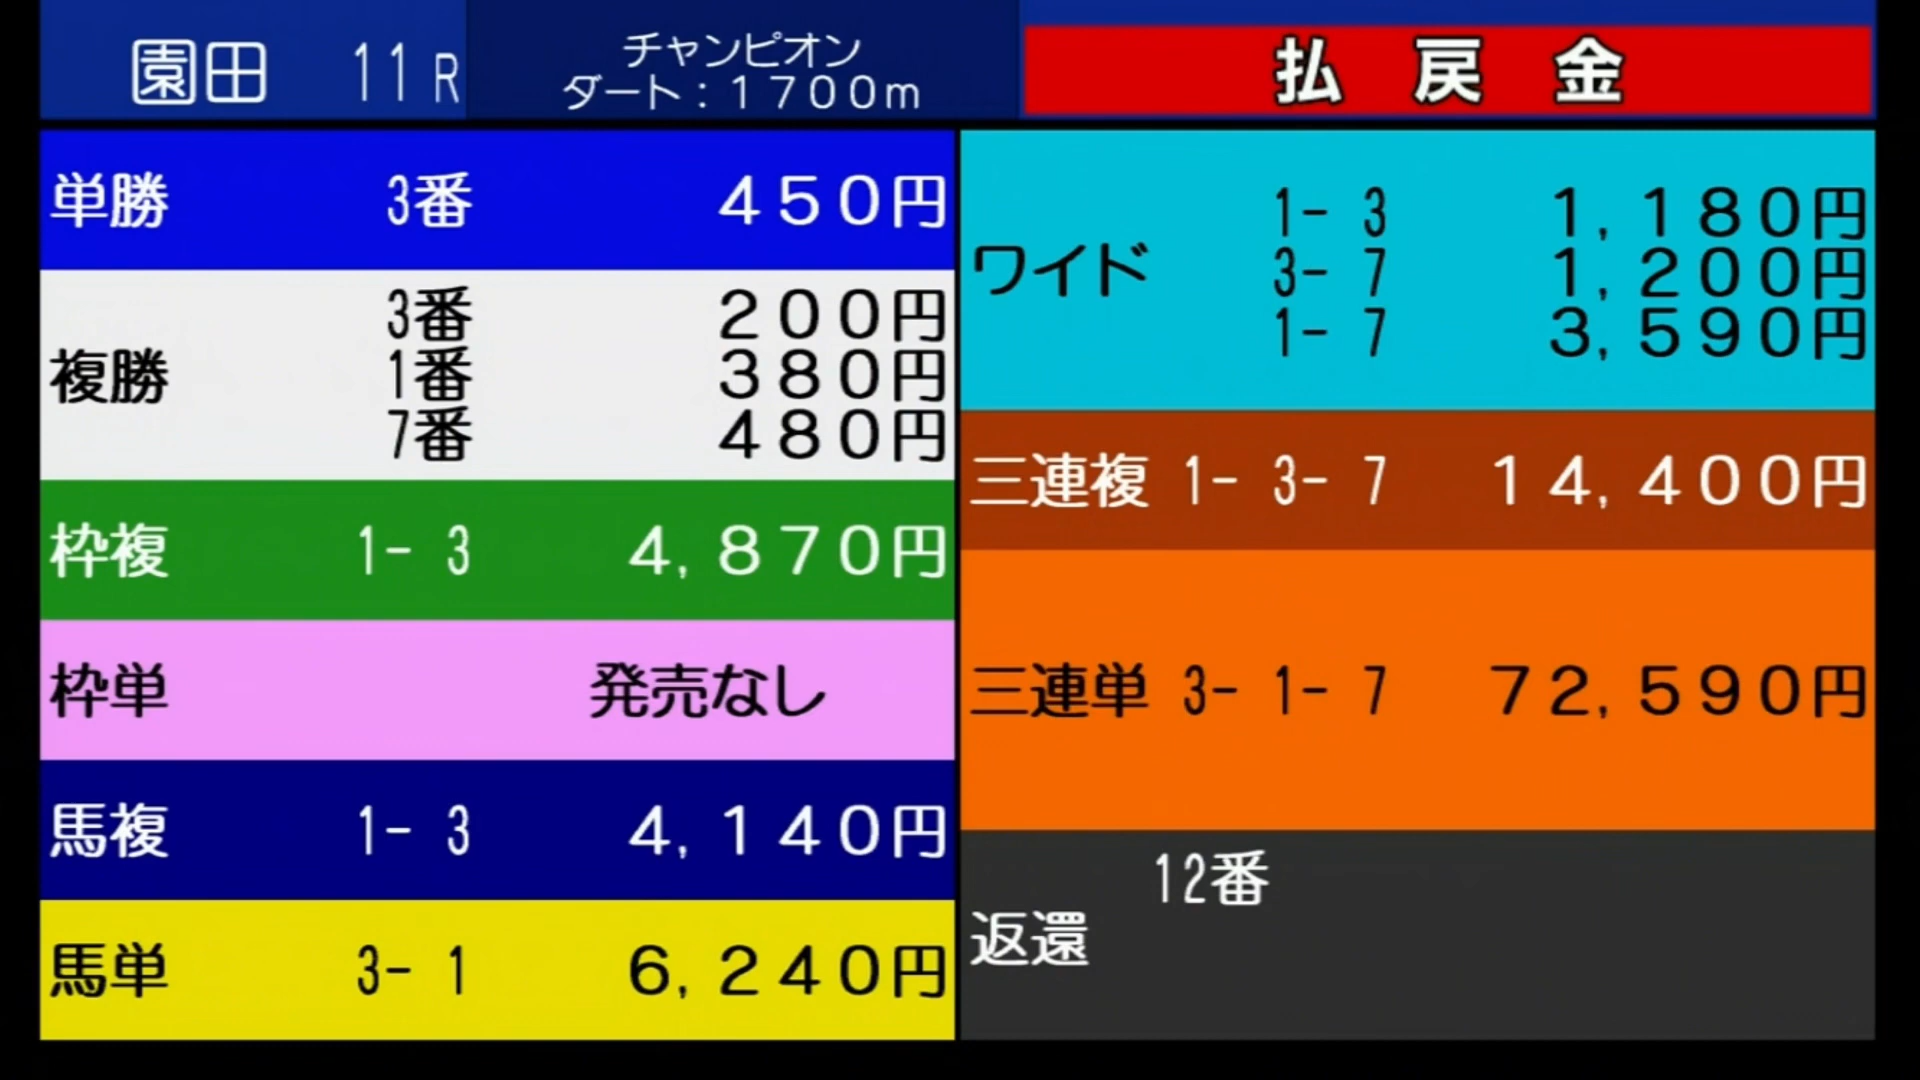 園田 11R
チャンピオン
ダート：1700m
払戻金
単勝 3番 450円
複勝
3番 200円
1番 380円
7番 480円
枠複 1- 3 4,870円
枠単 発売なし
馬複 1- 3 4,140円
馬単 3- 1 6,240円
ワイド
1- 3 1,180円
3- 7 1,200円
1- 7 3,590円
三連複 1- 3- 7 14,400円
三連単 3- 1- 7 72,590円
返還 12番